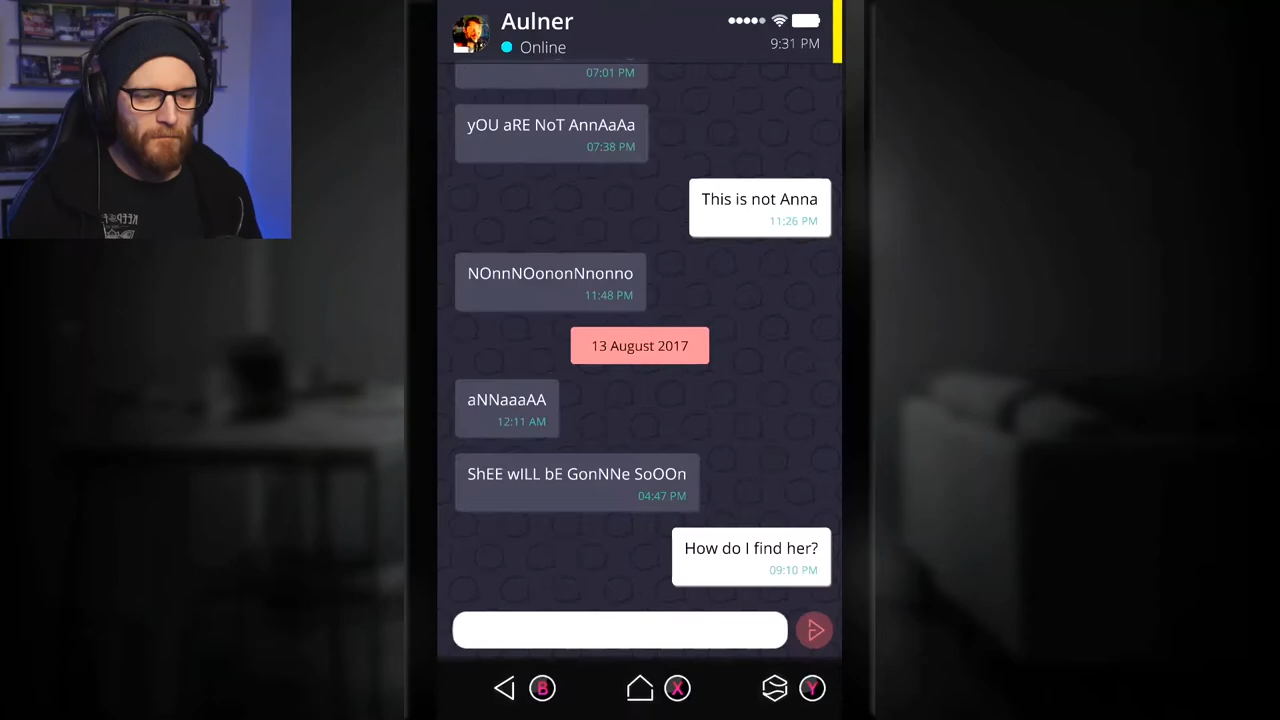 Aulner
9:31 PM
Online
07:01 PM
yOU aRE NoT AnnAaAa
07:38 PM
This is not Anna
11:26 PM
NOnnNOononNnonno
11:48 PM
13 August 2017
aNNaaaAA
12:11 AM
ShEE wILL bE GonNNe SoOOn
04:47 PM
How do I find her?
09:10 PM
B
X
Y